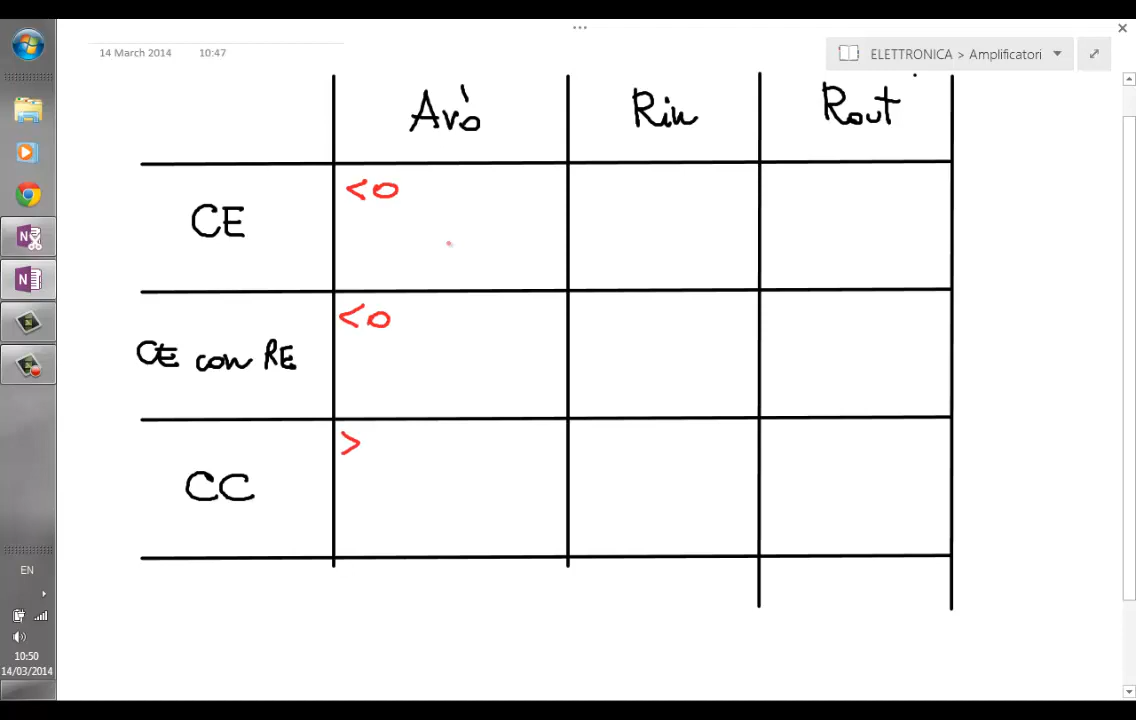 14 March 2014 10:47
ELETTRONICA > Amplificatori
Avo Rin Rout
<0
CE
<0
CE con RE
>
CC
EN
10:50
14/03/2014